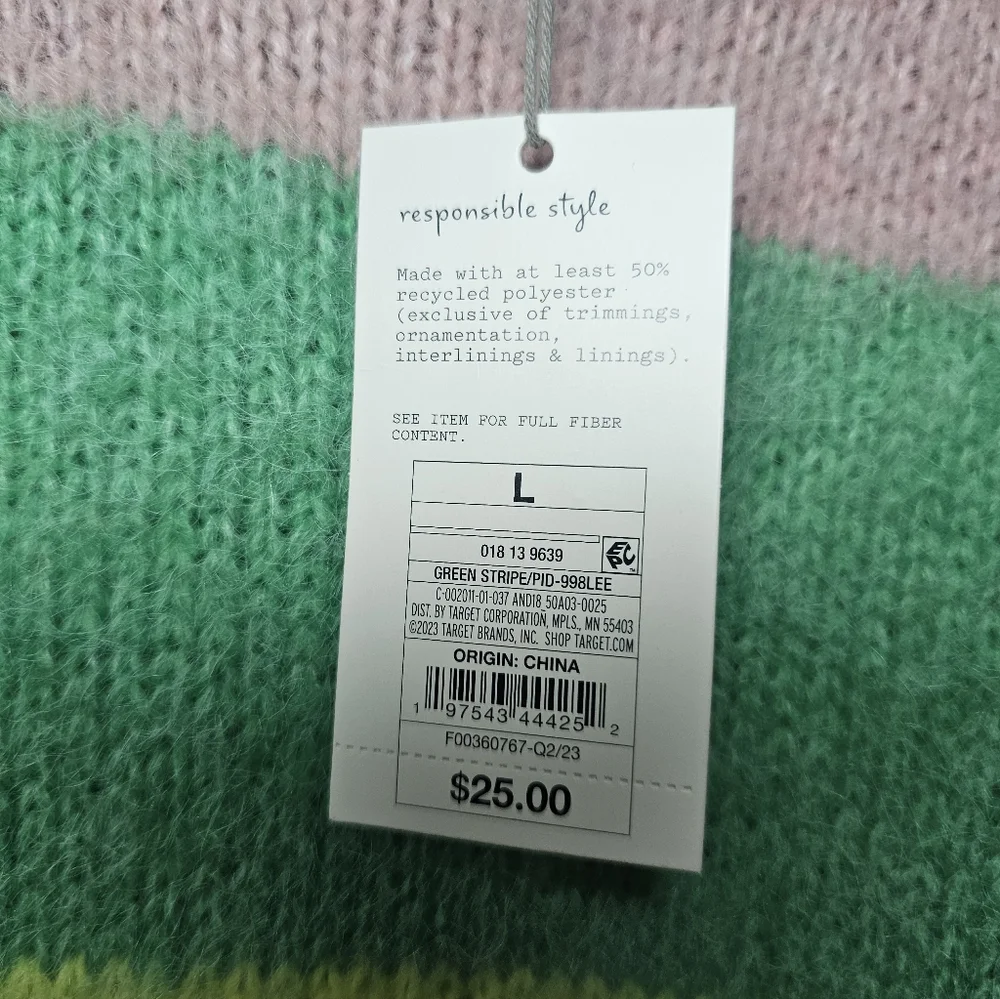 responsible style
Made with at least 50%
recycled polyester
(exclusive of trimmings,
ornamentation,
interlinings & linings).
SEE ITEM FOR FULL FIBER
CONTENT.
L
018 13 9639
EPC
GREEN STRIPE/PID-998LEE
C-002011-01-037 AND18 50A03-0025
DIST. BY TARGET CORPORATION, MPLS., MN 55403
©2023 TARGET BRANDS, INC. SHOP TARGET.COM
ORIGIN: CHINA
1 97543 44425 2
F00360767-Q2/23
$25.00